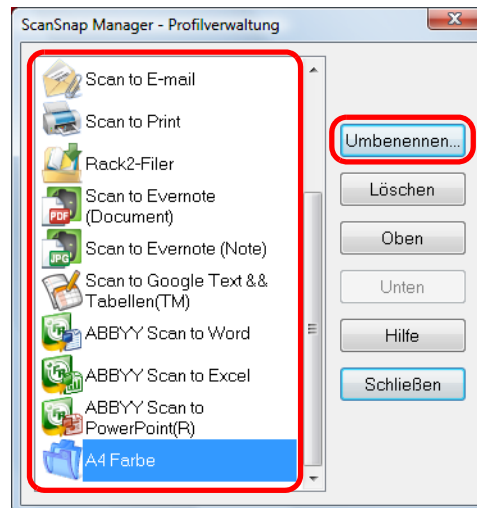 ScanSnap Manager - Profilverwaltung
Scan to E-mail
Scan to Print
Rack2-Filer
PDF
Scan to Evernote
(Document)
JPG
Scan to Evernote (Note)
Scan to Google Text &&
Tabellen(TM)
ABBYY Scan to Word
ABBYY Scan to Excel
ABBYY Scan to
PowerPoint(R)
A4 Farbe
Umbenennen...
Löschen
Oben
Unten
Hilfe
Schließen